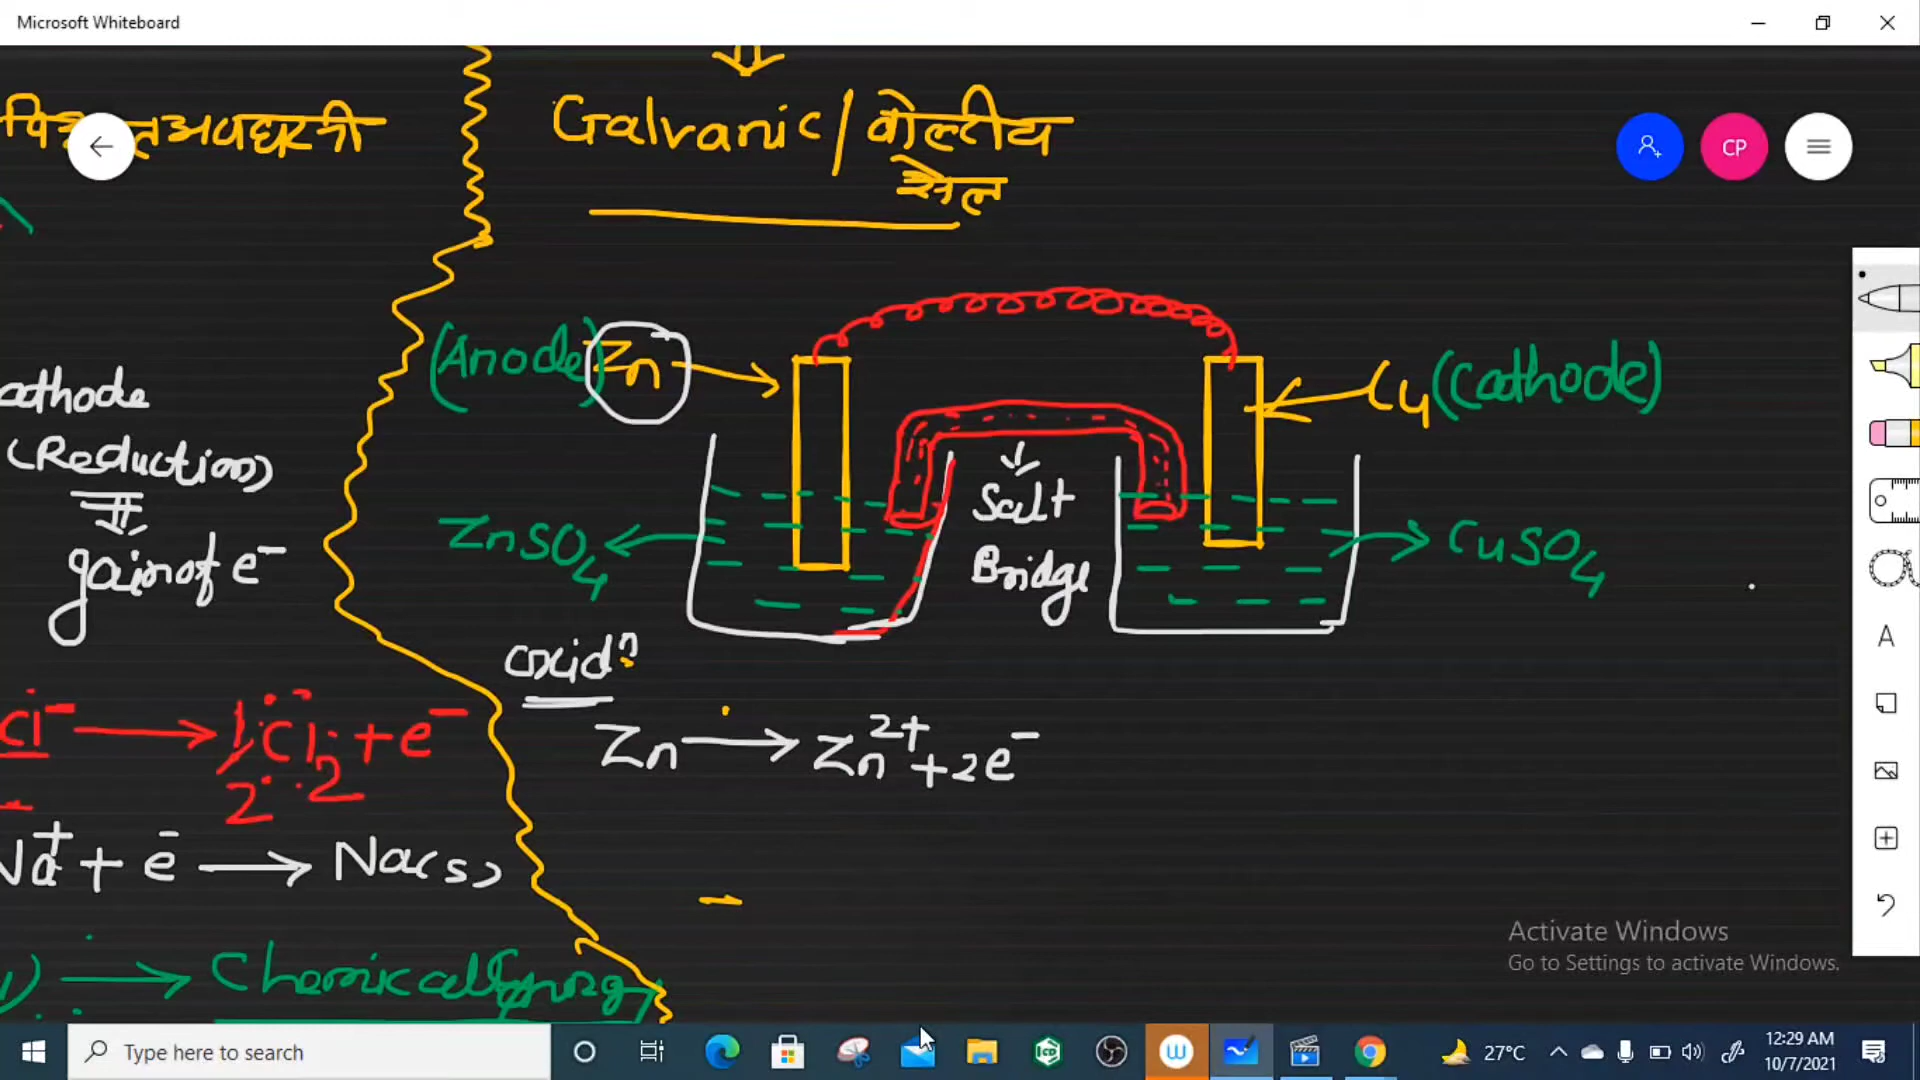 Microsoft Whiteboard
Galvanic/वोल्टीय
सेल
CP
(Anode) Zn
Cu (Cathode)
athode
(Reduction)
gain of e⁻
ZnSO₄
Salt
Bridge
CuSO₄
oxid?
Zn → Zn²⁺ + 2e⁻
Cl⁻ → 1/2 Cl₂ + e⁻
Na⁺ + e⁻ → Na(s)
→ Chemical Energy
A
Activate Windows
Go to Settings to activate Windows.
Type here to search
27°C
12:29 AM
10/7/2021